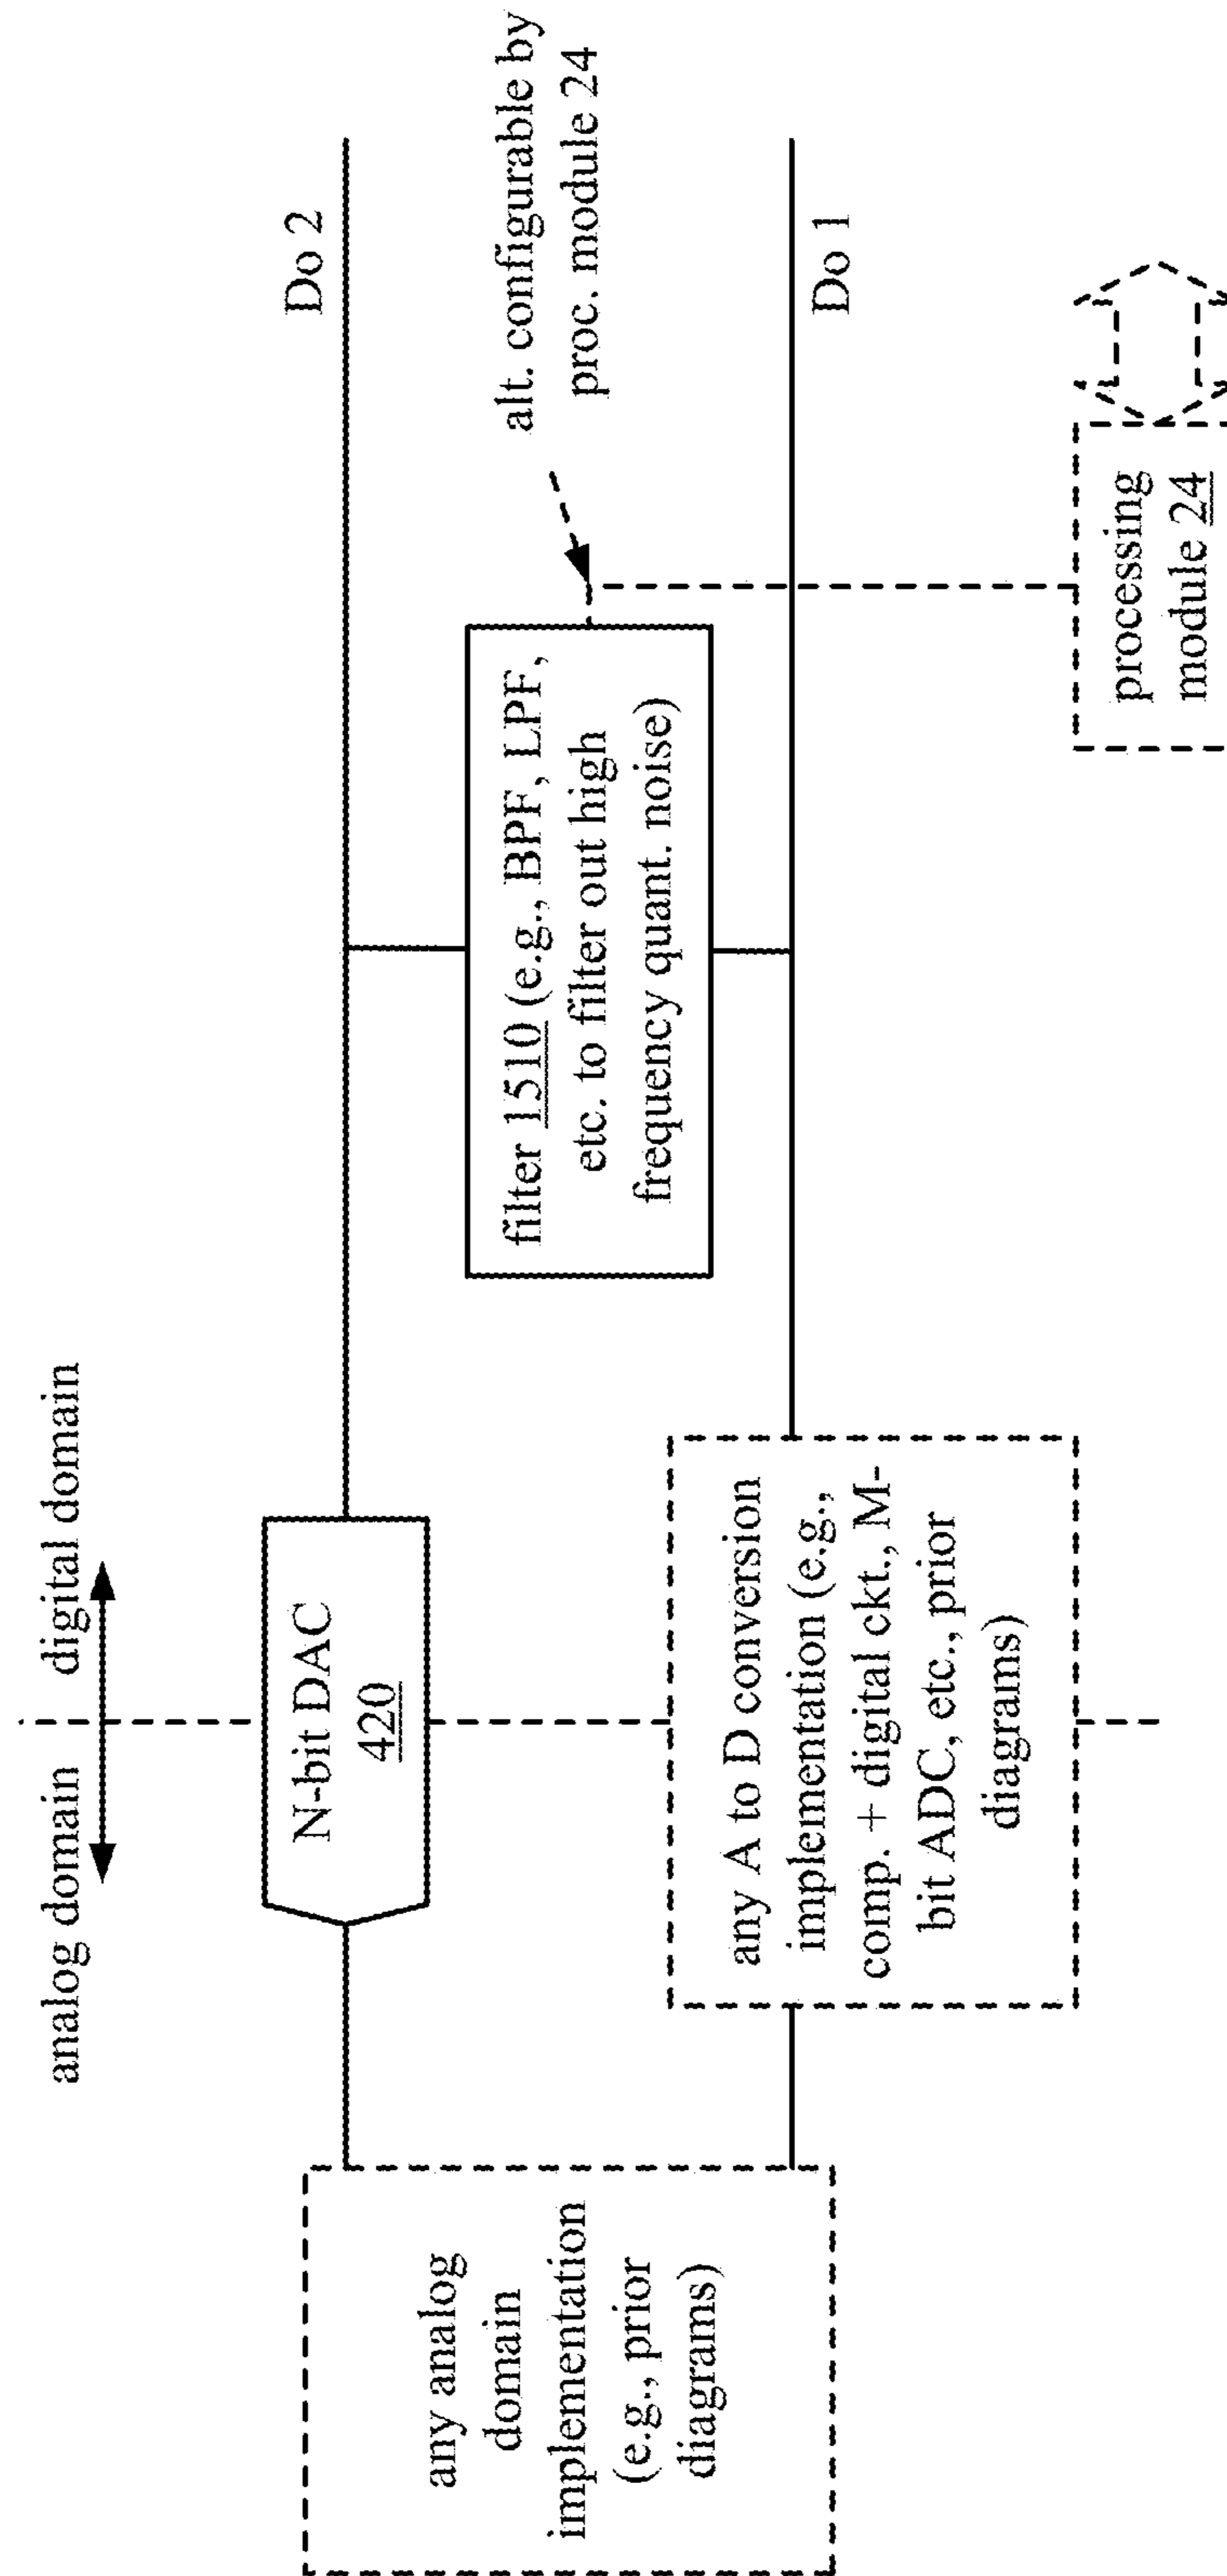 analog domain
digital domain
N-bit DAC
420
Do 2
any analog
domain
implementation
(e.g., prior
diagrams)
filter 1510 (e.g., BPF, LPF,
etc. to filter out high
frequency quant. noise)
alt. configurable by
proc. module 24
any A to D conversion
implementation (e.g.,
comp. + digital ckt., M-
bit ADC, etc., prior
diagrams)
Do 1
processing
module 24